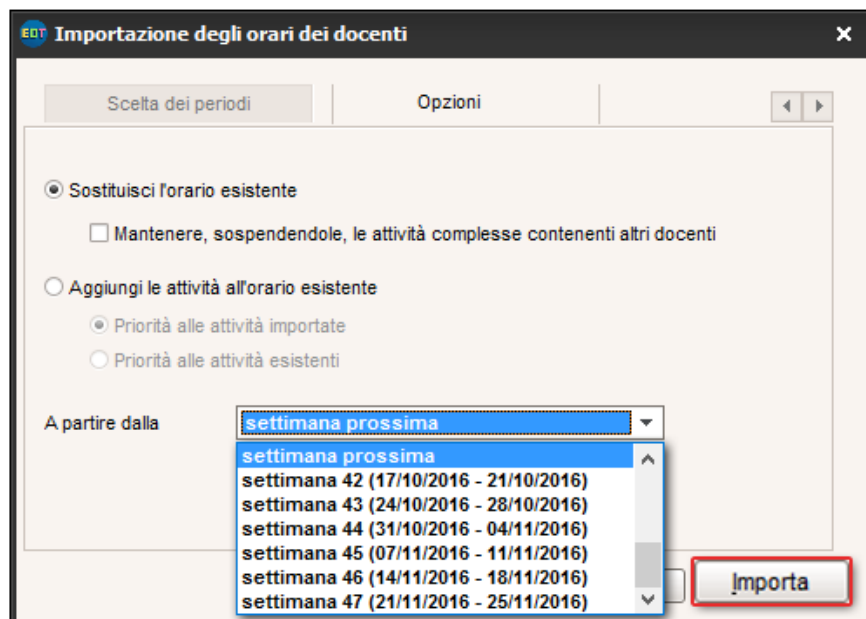 EDT Importazione degli orari dei docenti
Scelta dei periodi Opzioni
Sostituisci l'orario esistente
Mantenere, sospendendole, le attività complesse contenenti altri docenti
Aggiungi le attività all'orario esistente
Priorità alle attività importate
Priorità alle attività esistenti
A partire dalla settimana prossima
settimana prossima
settimana 42 (17/10/2016 - 21/10/2016)
settimana 43 (24/10/2016 - 28/10/2016)
settimana 44 (31/10/2016 - 04/11/2016)
settimana 45 (07/11/2016 - 11/11/2016)
settimana 46 (14/11/2016 - 18/11/2016)
settimana 47 (21/11/2016 - 25/11/2016)
Importa